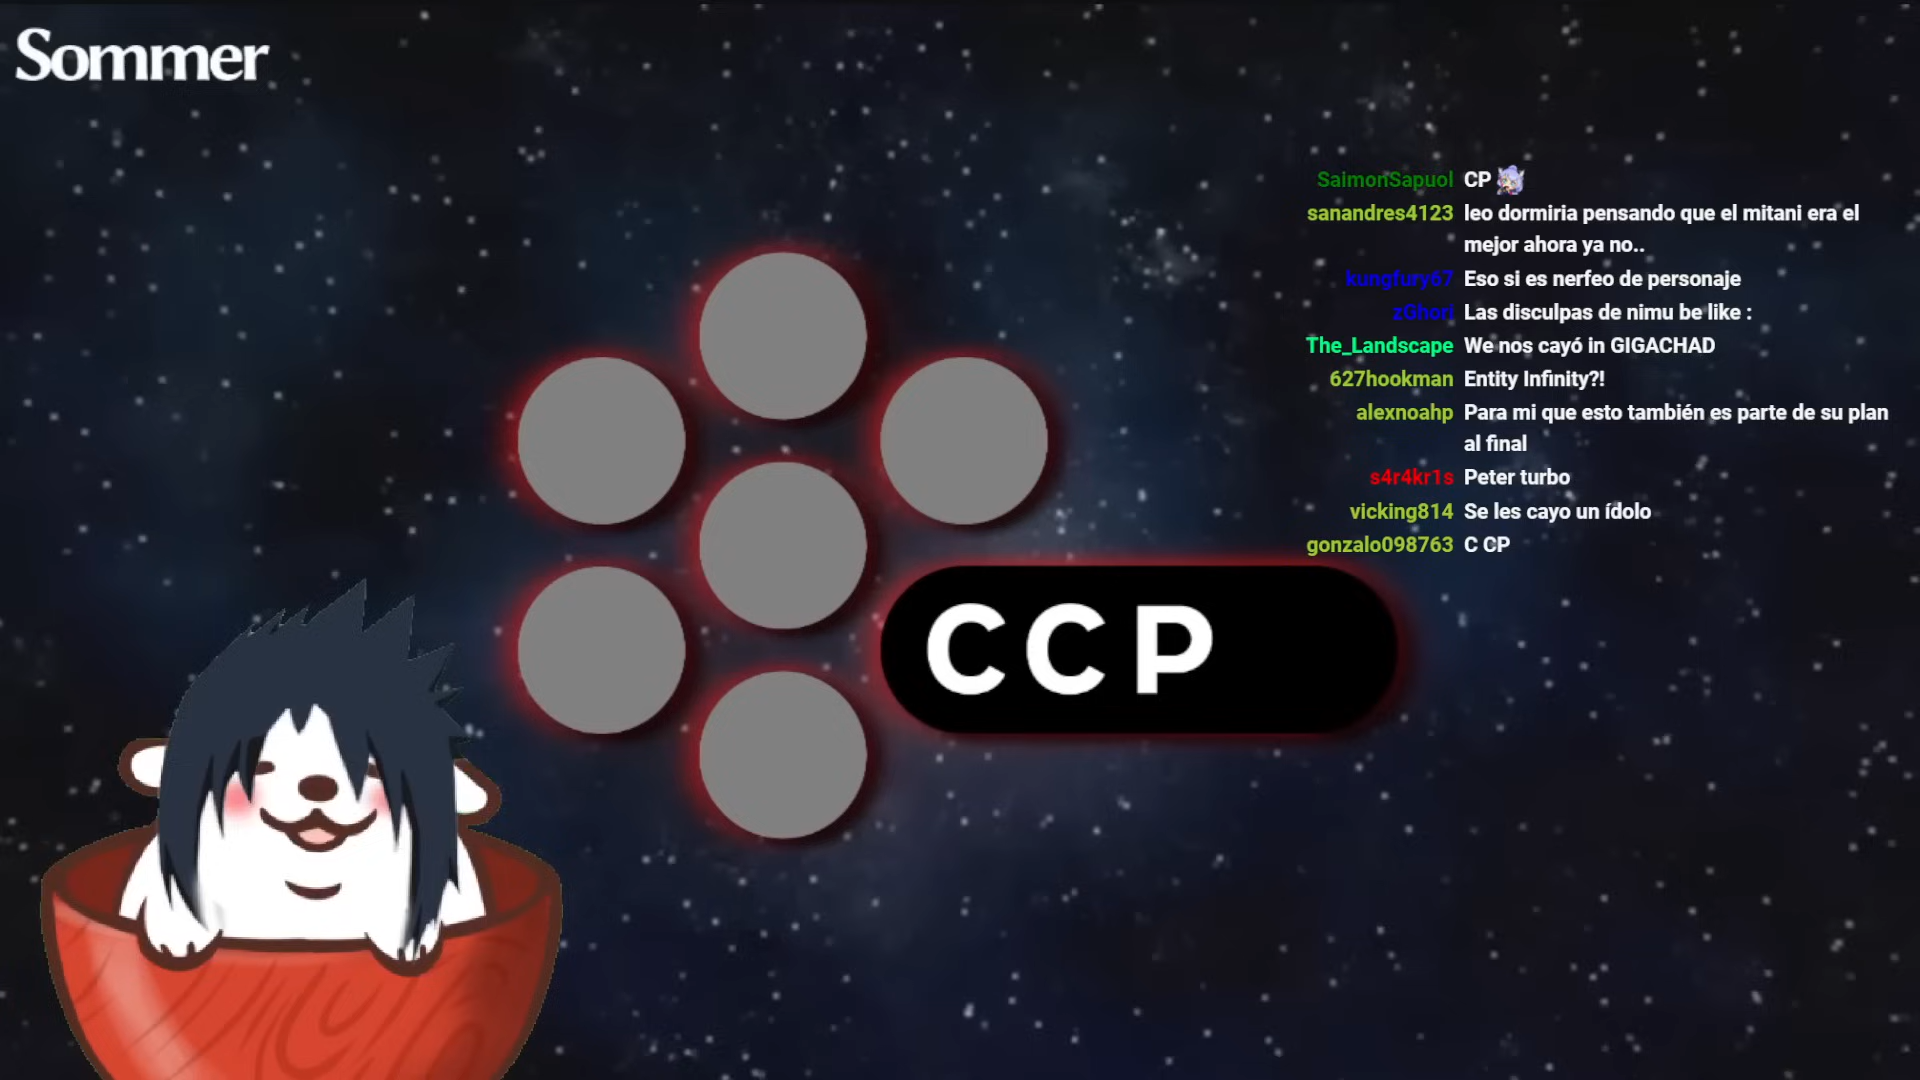 Sommer
SaimonSapuol CP
sanandres4123 leo dormiria pensando que el mitani era el
mejor ahora ya no..
kungfury67 Eso si es nerfeo de personaje
zGhori Las disculpas de nimu be like :
The_Landscape We nos cayó in GIGACHAD
627hookman Entity Infinity?!
alexnoahp Para mi que esto también es parte de su plan
al final
s4r4kr1s Peter turbo
vicking814 Se les cayo un ídolo
gonzalo098763 C CP
CCP